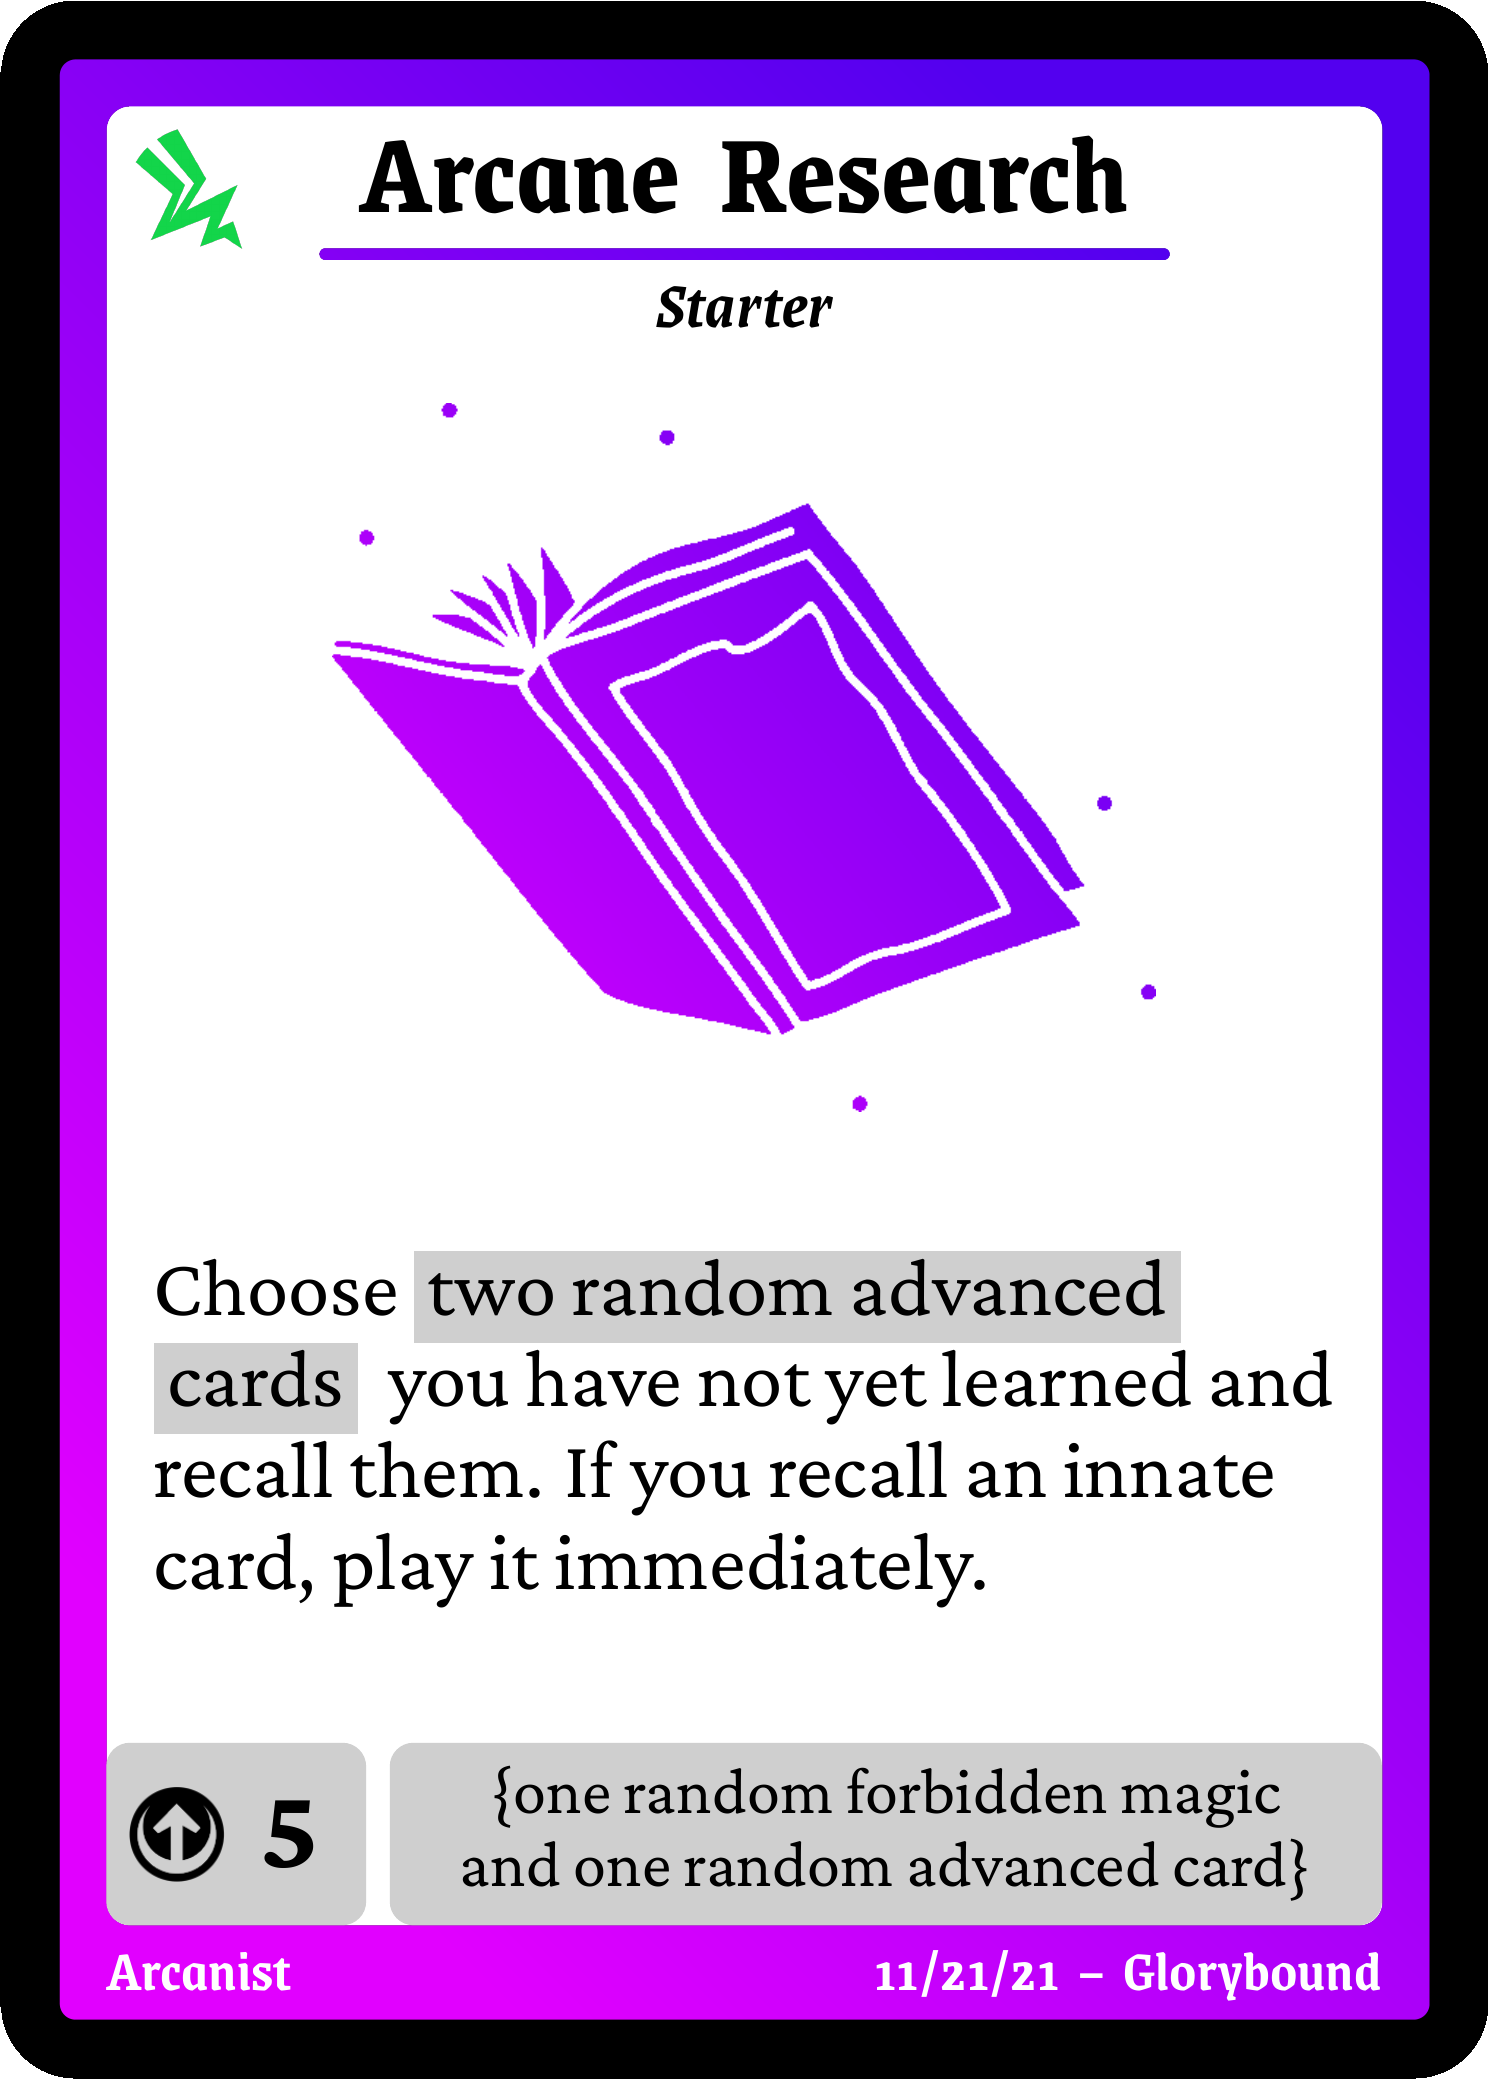 Arcane Research
Starter
Choose two random advanced
cards you have not yet learned and
recall them. If you recall an innate
card, play it immediately.
5
{one random forbidden magic
and one random advanced card}
Arcanist
11/21/21 – Glorybound